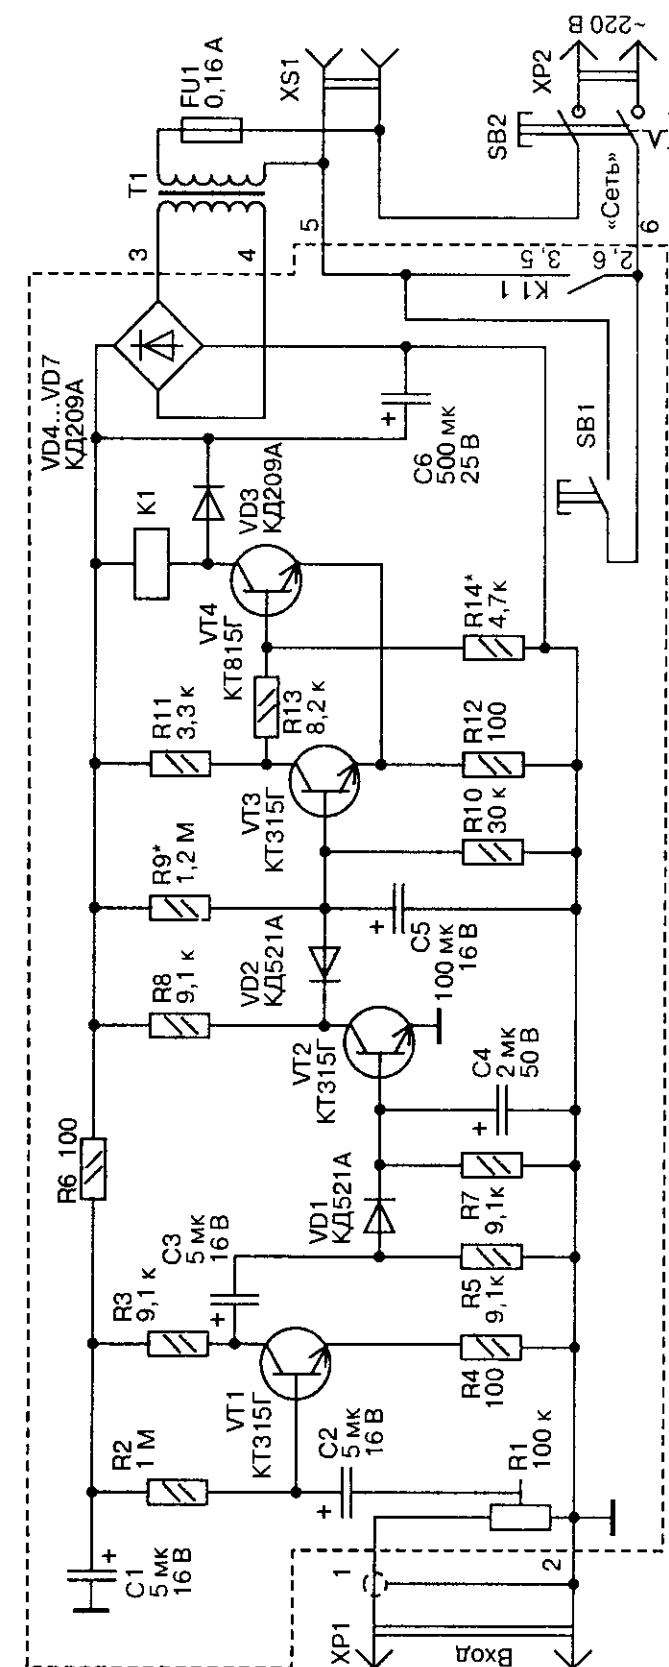 C1
5 мк
16 В
R2
1 М
R3
9,1 к
C3
5 мк
16 В
R6 100
R8
9,1 к
R9*
1,2 М
R11
3,3 к
K1
VD4...VD7
КД209А
VT1
КТ315Г
C2
5 мк
16 В
VD1
КД521А
VT2
КТ315Г
VD2
КД521А
VT3
КТ315Г
R13
8,2 к
VT4
КТ815Г
VD3
КД209А
C6
500 мк
25 В
3
4
T1
FU1
0,16 А
XS1
5
XP1
Вход
1
2
R1
100 к
R4
100
R5
9,1к
R7
9,1к
C4
2 мк
50 В
C5
100 мк
16 В
R10
30 к
R12
100
R14*
4,7к
SB1
K1.1
3,5
2,6
6
«Сеть»
SB2
XP2
~220 В
+
+
+
+
+
+